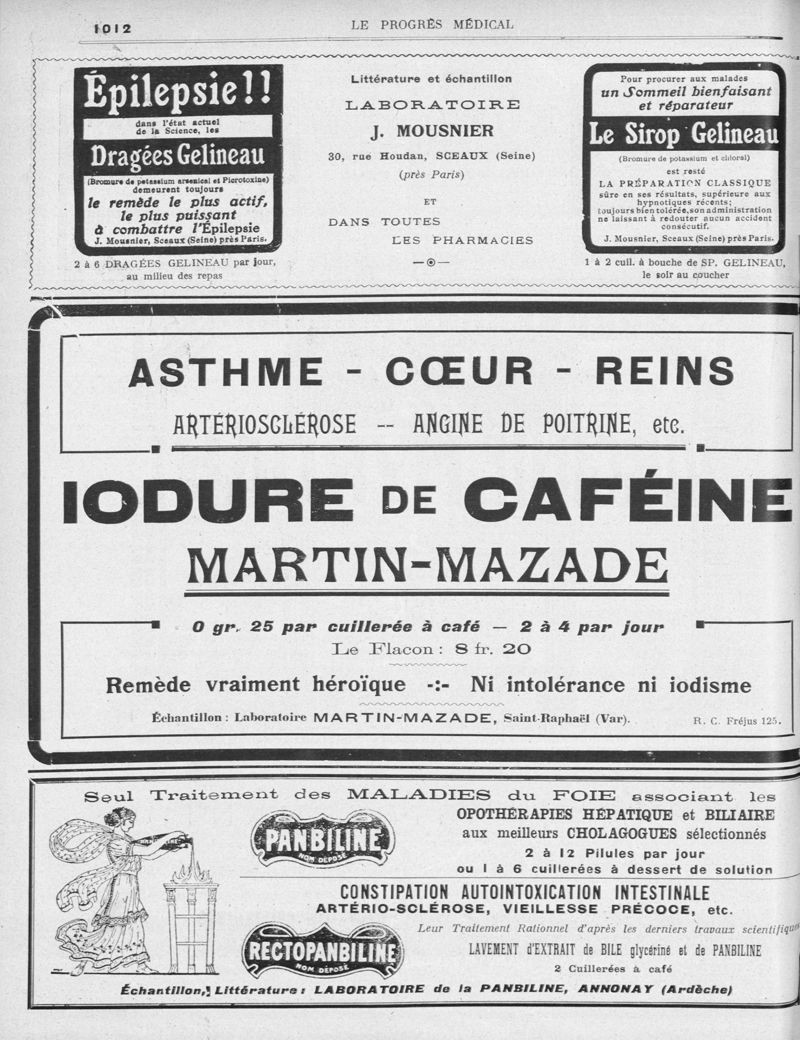 1012
LE PROGRÈS MÉDICAL
Épilepsie!!
dans l'état actuel
de la Science, les
Dragées Gelineau
(Bromure de potassium arsenical et Picrotoxine)
demeurent toujours
le remède le plus actif,
le plus puissant
à combattre l'Épilepsie
J. Mousnier, Sceaux (Seine) près Paris.
2 à 6 DRAGÉES GELINEAU par jour,
au milieu des repas
Littérature et échantillon
LABORATOIRE
J. MOUSNIER
30, rue Houdan, SCEAUX (Seine)
(près Paris)
ET
DANS TOUTES
LES PHARMACIES
Pour procurer aux malades
un Sommeil bienfaisant
et réparateur
Le Sirop Gelineau
(Bromure de potassium et chloral)
est resté
LA PRÉPARATION CLASSIQUE
sûre en ses résultats, supérieure aux
hypnotiques récents;
toujours bien tolérée, son administration
ne laissant à redouter aucun accident
consécutif.
J. Mousnier, Sceaux (Seine) près Paris.
1 à 2 cuil. à bouche de SP. GELINEAU,
le soir au coucher
ASTHME - CŒUR - REINS
ARTÉRIOSCLÉROSE -- ANGINE DE POITRINE, etc.
IODURE DE CAFÉINE
MARTIN-MAZADE
0 gr. 25 par cuillerée à café — 2 à 4 par jour
Le Flacon : 8 fr. 20
Remède vraiment héroïque -:- Ni intolérance ni iodisme
Échantillon : Laboratoire MARTIN-MAZADE, Saint-Raphaël (Var).
R. C. Fréjus 125.
Seul Traitement des MALADIES du FOIE associant les
OPOTHÉRAPIES HÉPATIQUE et BILIAIRE
aux meilleurs CHOLAGOGUES sélectionnés
PANBILINE
NOM DÉPOSÉ
2 à 12 Pilules par jour
ou 1 à 6 cuillerées à dessert de solution
CONSTIPATION AUTOINTOXICATION INTESTINALE
ARTÉRIO-SCLÉROSE, VIEILLESSE PRÉCOCE, etc.
Leur Traitement Rationnel d'après les derniers travaux scientifiques
RECTOPANBILINE
NOM DÉPOSÉ
LAVEMENT d'EXTRAIT de BILE glycériné et de PANBILINE
2 Cuillerées à café
Échantillon, Littérature : LABORATOIRE de la PANBILINE, ANNONAY (Ardèche)